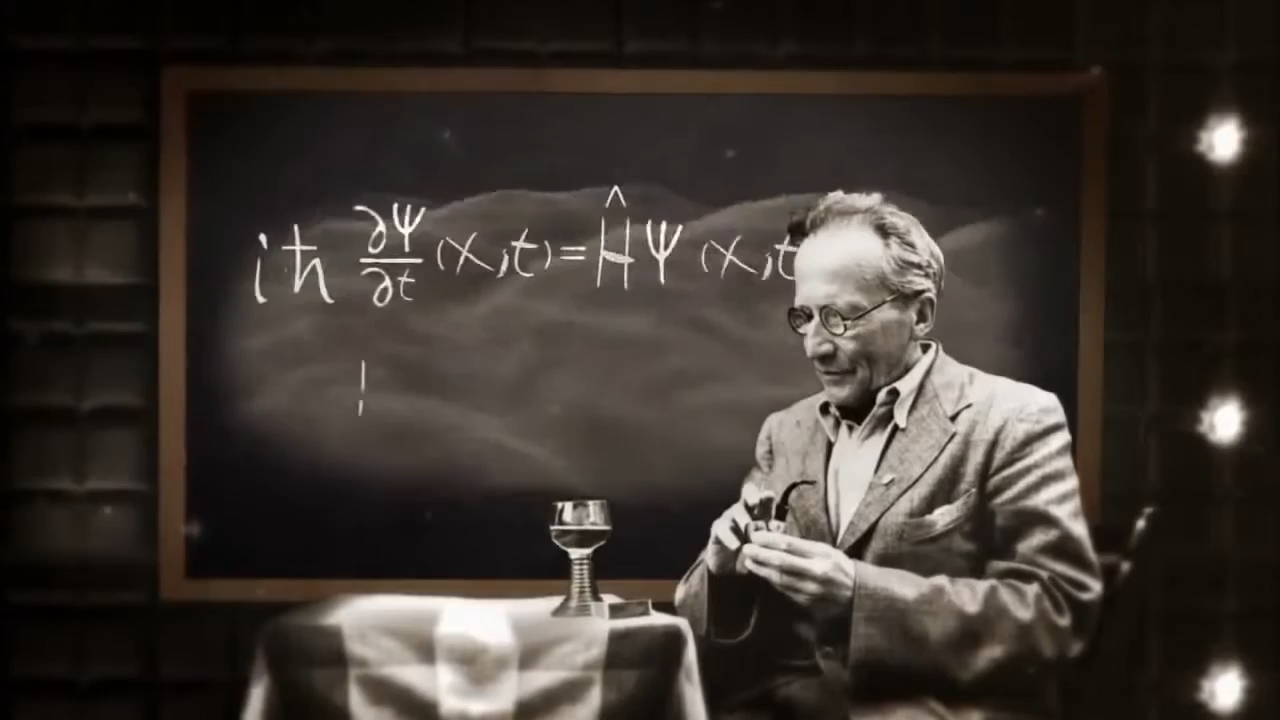 iħ ∂Ψ/∂t (x,t) = ĤΨ (x,t
|